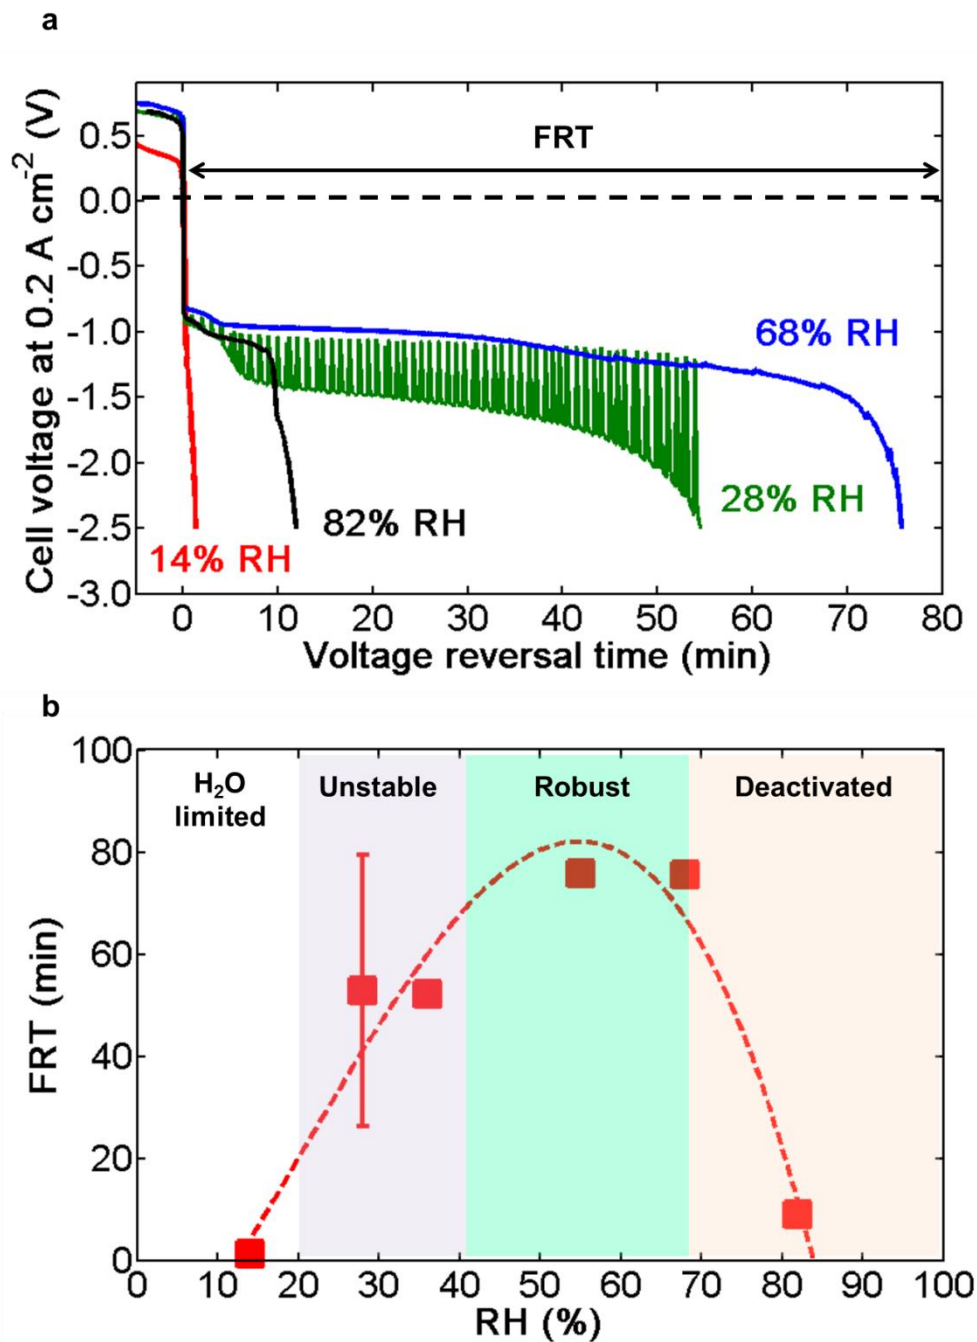 a
Cell voltage at 0.2 A cm⁻² (V)
0.5
0.0
-0.5
-1.0
-1.5
-2.0
-2.5
-3.0
FRT
68% RH
28% RH
82% RH
14% RH
0 10 20 30 40 50 60 70 80
Voltage reversal time (min)
b
FRT (min)
100
80
60
40
20
0
H₂O
limited
Unstable
Robust
Deactivated
0 10 20 30 40 50 60 70 80 90 100
RH (%)